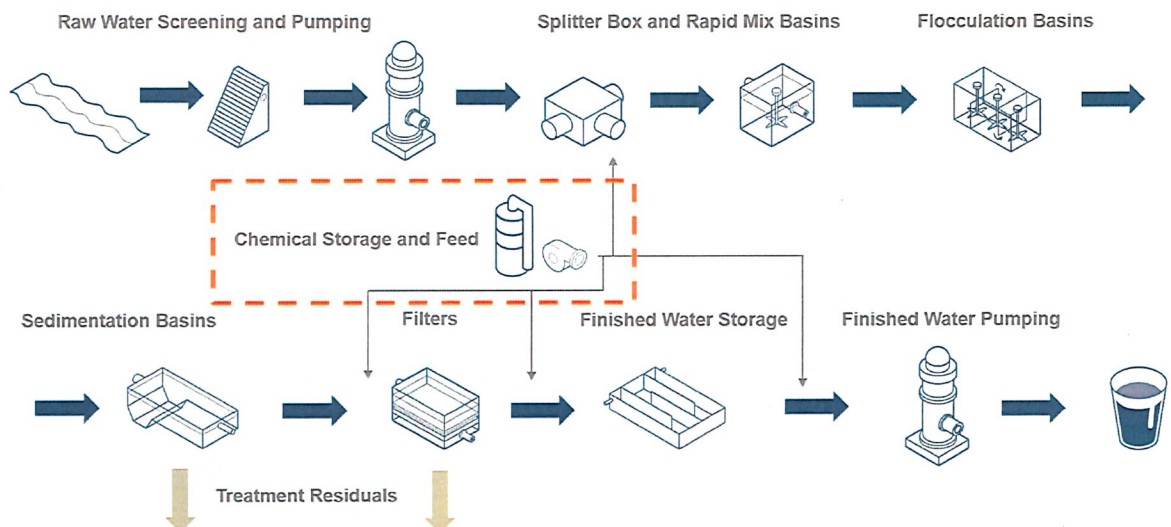 Raw Water Screening and Pumping
Splitter Box and Rapid Mix Basins
Flocculation Basins
Chemical Storage and Feed
Sedimentation Basins
Filters
Finished Water Storage
Finished Water Pumping
Treatment Residuals